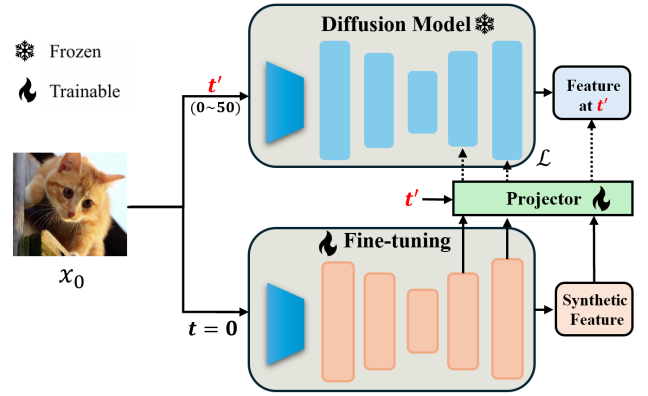 Diffusion Model
Frozen
Trainable
t′
(0~50)
Feature
at t′
ℒ
t′
Projector
Fine-tuning
x₀
t = 0
Synthetic
Feature